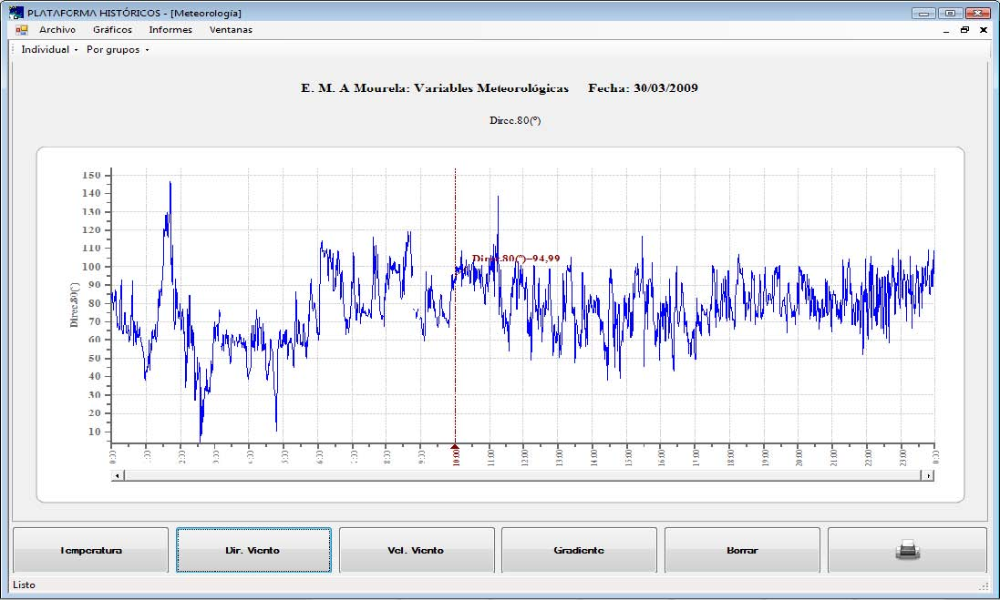 PLATAFORMA HISTÓRICOS - [Meteorología]
Archivo Gráficos Informes Ventanas
Individual Por grupos
E. M. A Mourela: Variables Meteorológicas Fecha: 30/03/2009
Direc.80(º)
150
140
130
120
110
100
90
80
70
60
50
40
30
20
10
Direc.80(º)
Direc.80(º)=94,99
0:00 1:00 2:00 3:00 4:00 5:00 6:00 7:00 8:00 9:00 10:00 11:00 12:00 13:00 14:00 15:00 16:00 17:00 18:00 19:00 20:00 21:00 22:00 23:00 0:00
Temperatura Dir. Viento Vel. Viento Gradiente Borrar
Listo